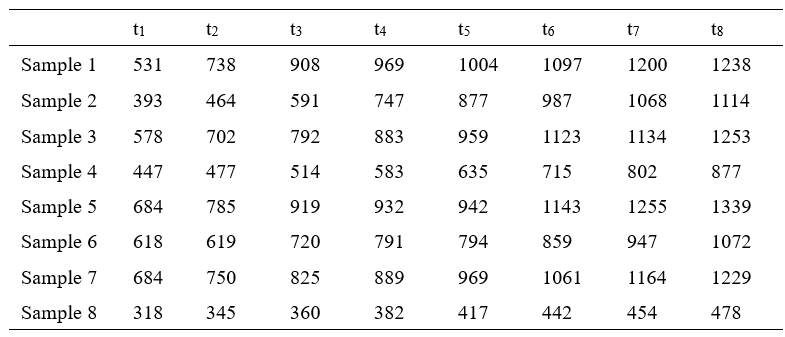 t1 t2 t3 t4 t5 t6 t7 t8
Sample 1 531 738 908 969 1004 1097 1200 1238
Sample 2 393 464 591 747 877 987 1068 1114
Sample 3 578 702 792 883 959 1123 1134 1253
Sample 4 447 477 514 583 635 715 802 877
Sample 5 684 785 919 932 942 1143 1255 1339
Sample 6 618 619 720 791 794 859 947 1072
Sample 7 684 750 825 889 969 1061 1164 1229
Sample 8 318 345 360 382 417 442 454 478